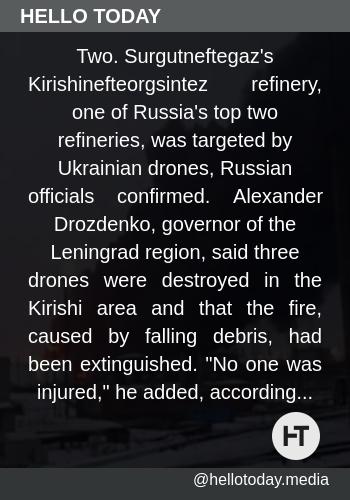 HELLO TODAY
Two. Surgutneftegaz's
Kirishinefteorgsintez refinery,
one of Russia's top two
refineries, was targeted by
Ukrainian drones, Russian
officials confirmed. Alexander
Drozdenko, governor of the
Leningrad region, said three
drones were destroyed in the
Kirishi area and that the fire,
caused by falling debris, had
been extinguished. "No one was
injured," he added, according...
HT
@hellotoday.media